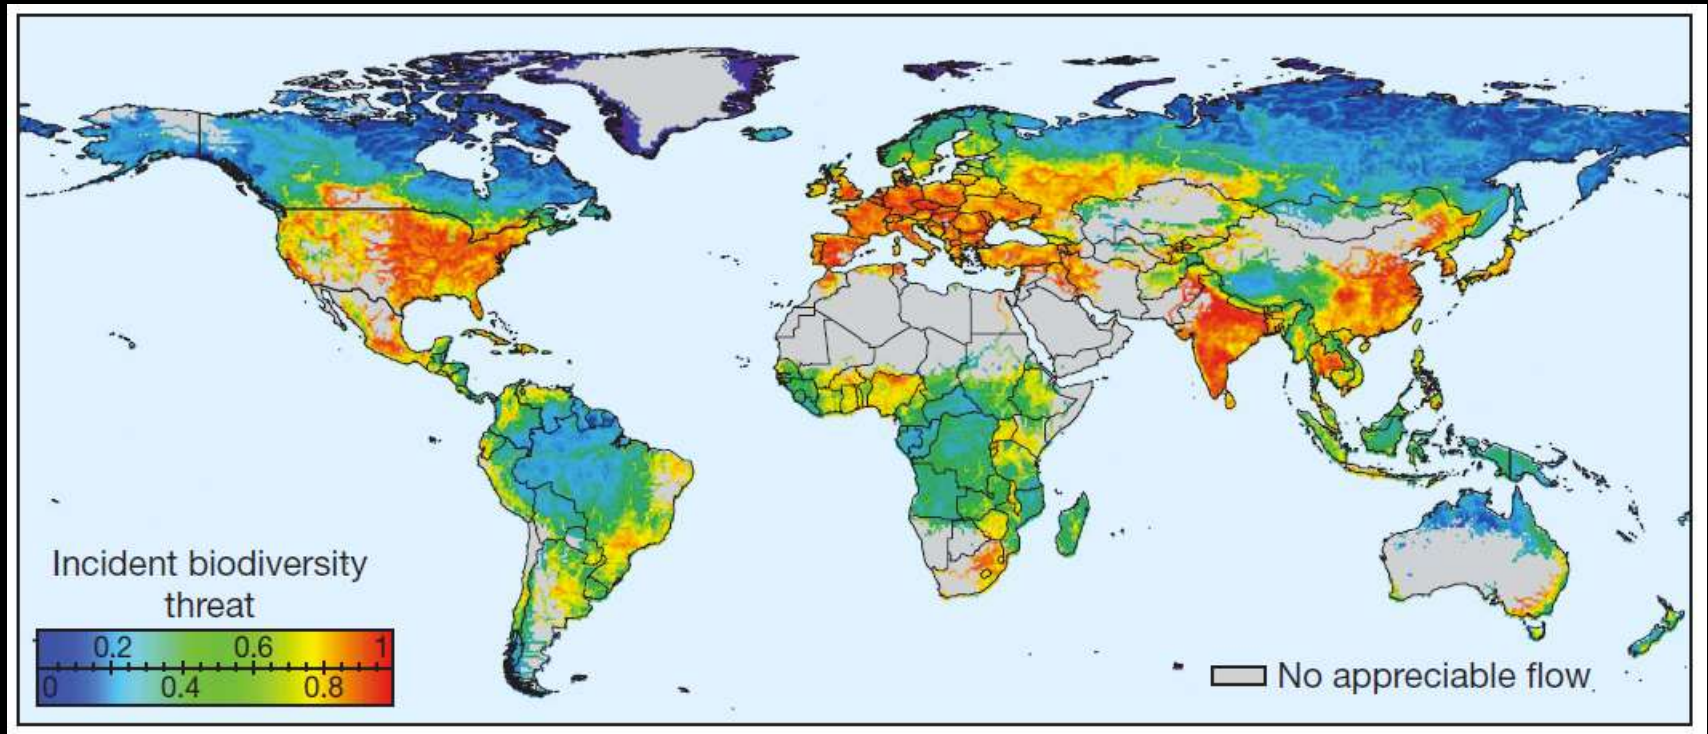 Incident biodiversity
threat
0.2 0.6 1
0 0.4 0.8
No appreciable flow